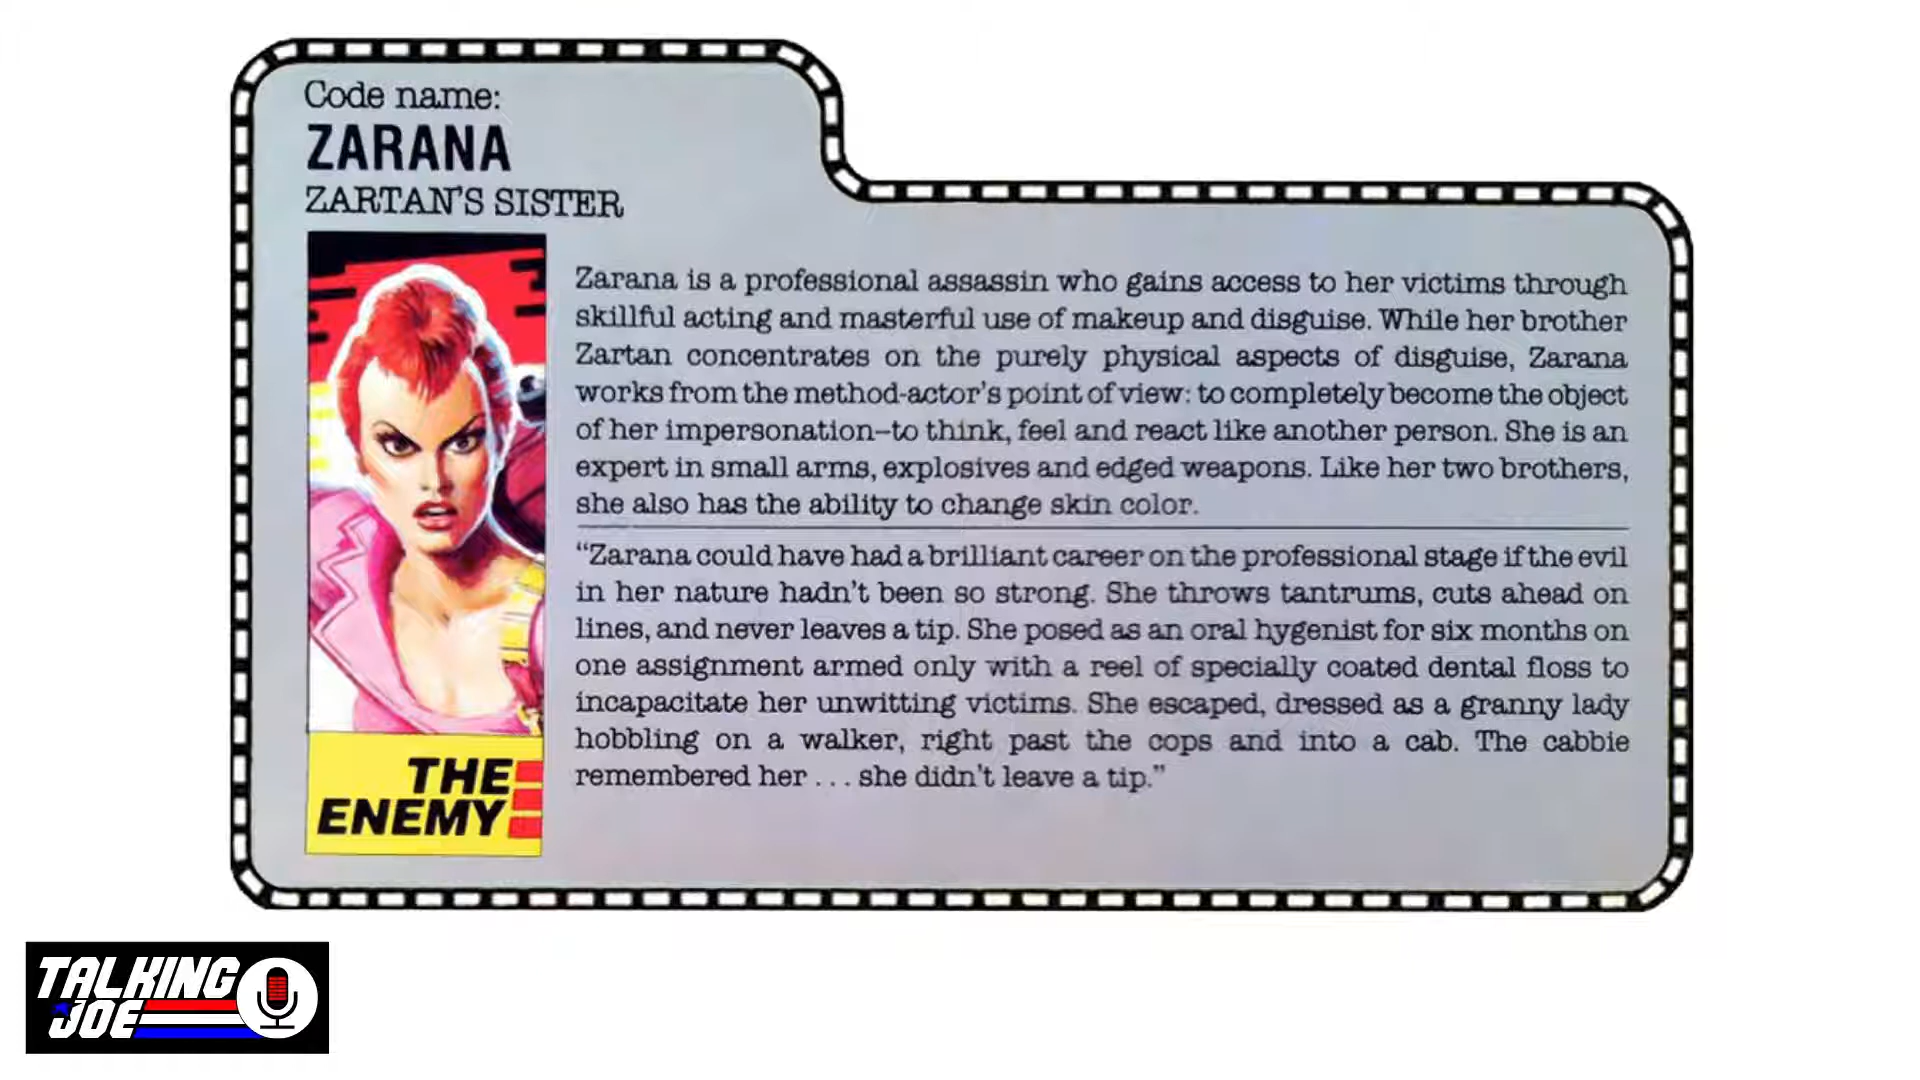 Code name:
ZARANA
ZARTAN'S SISTER
Zarana is a professional assassin who gains access to her victims through
skillful acting and masterful use of makeup and disguise. While her brother
Zartan concentrates on the purely physical aspects of disguise, Zarana
works from the method-actor's point of view: to completely become the object
of her impersonation–to think, feel and react like another person. She is an
expert in small arms, explosives and edged weapons. Like her two brothers,
she also has the ability to change skin color.
"Zarana could have had a brilliant career on the professional stage if the evil
in her nature hadn't been so strong. She throws tantrums, cuts ahead on
lines, and never leaves a tip. She posed as an oral hygenist for six months on
one assignment armed only with a reel of specially coated dental floss to
incapacitate her unwitting victims. She escaped, dressed as a granny lady
hobbling on a walker, right past the cops and into a cab. The cabbie
remembered her . . . she didn't leave a tip."
THE
ENEMY
TALKING
JOE